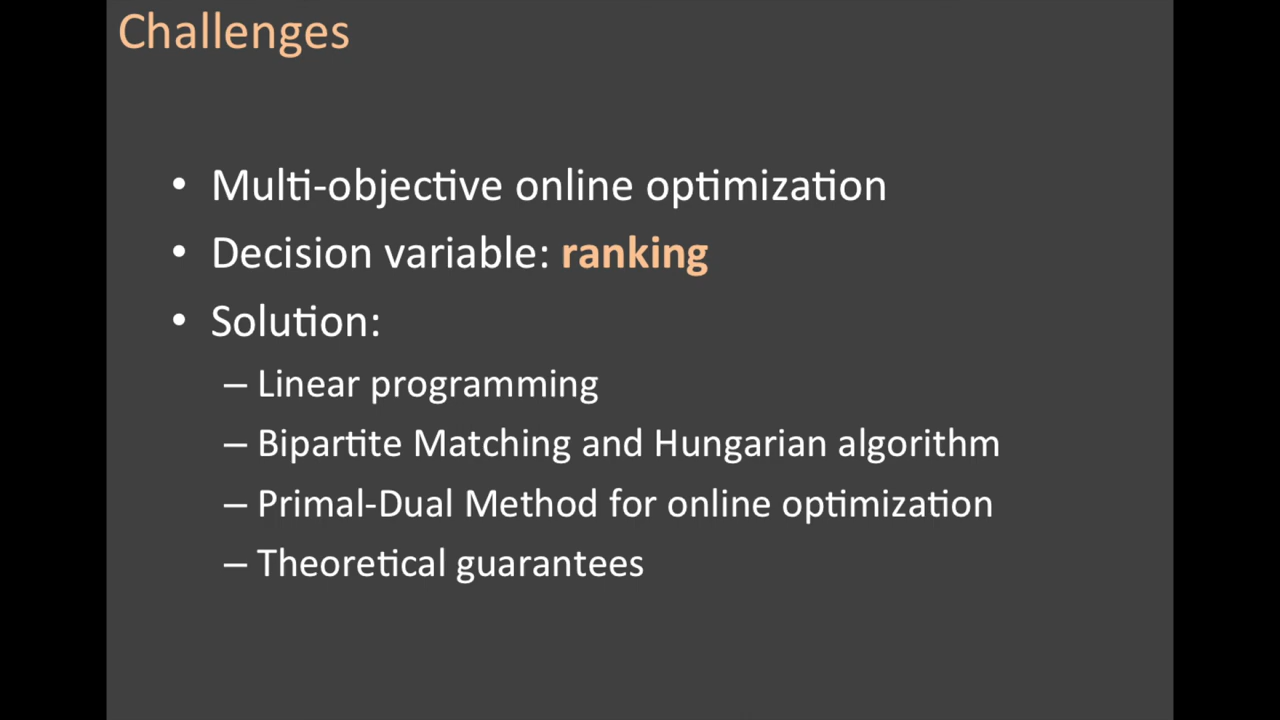 Challenges
• Multi-objective online optimization
• Decision variable: ranking
• Solution:
– Linear programming
– Bipartite Matching and Hungarian algorithm
– Primal-Dual Method for online optimization
– Theoretical guarantees